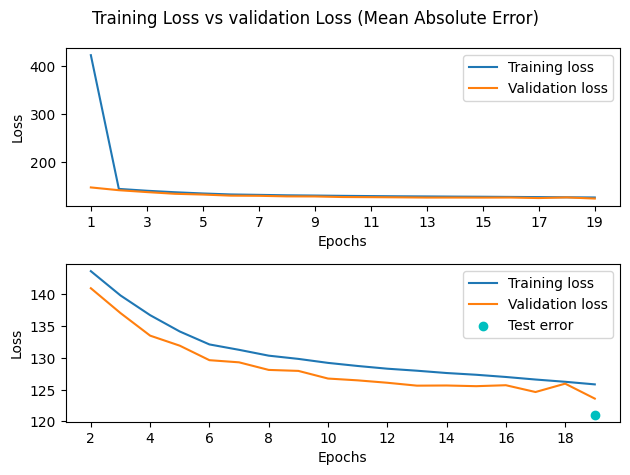 Training Loss vs validation Loss (Mean Absolute Error)
400
300
200
Loss
Training loss
Validation loss
1 3 5 7 9 11 13 15 17 19
Epochs
140
135
130
125
120
Loss
Training loss
Validation loss
Test error
2 4 6 8 10 12 14 16 18
Epochs